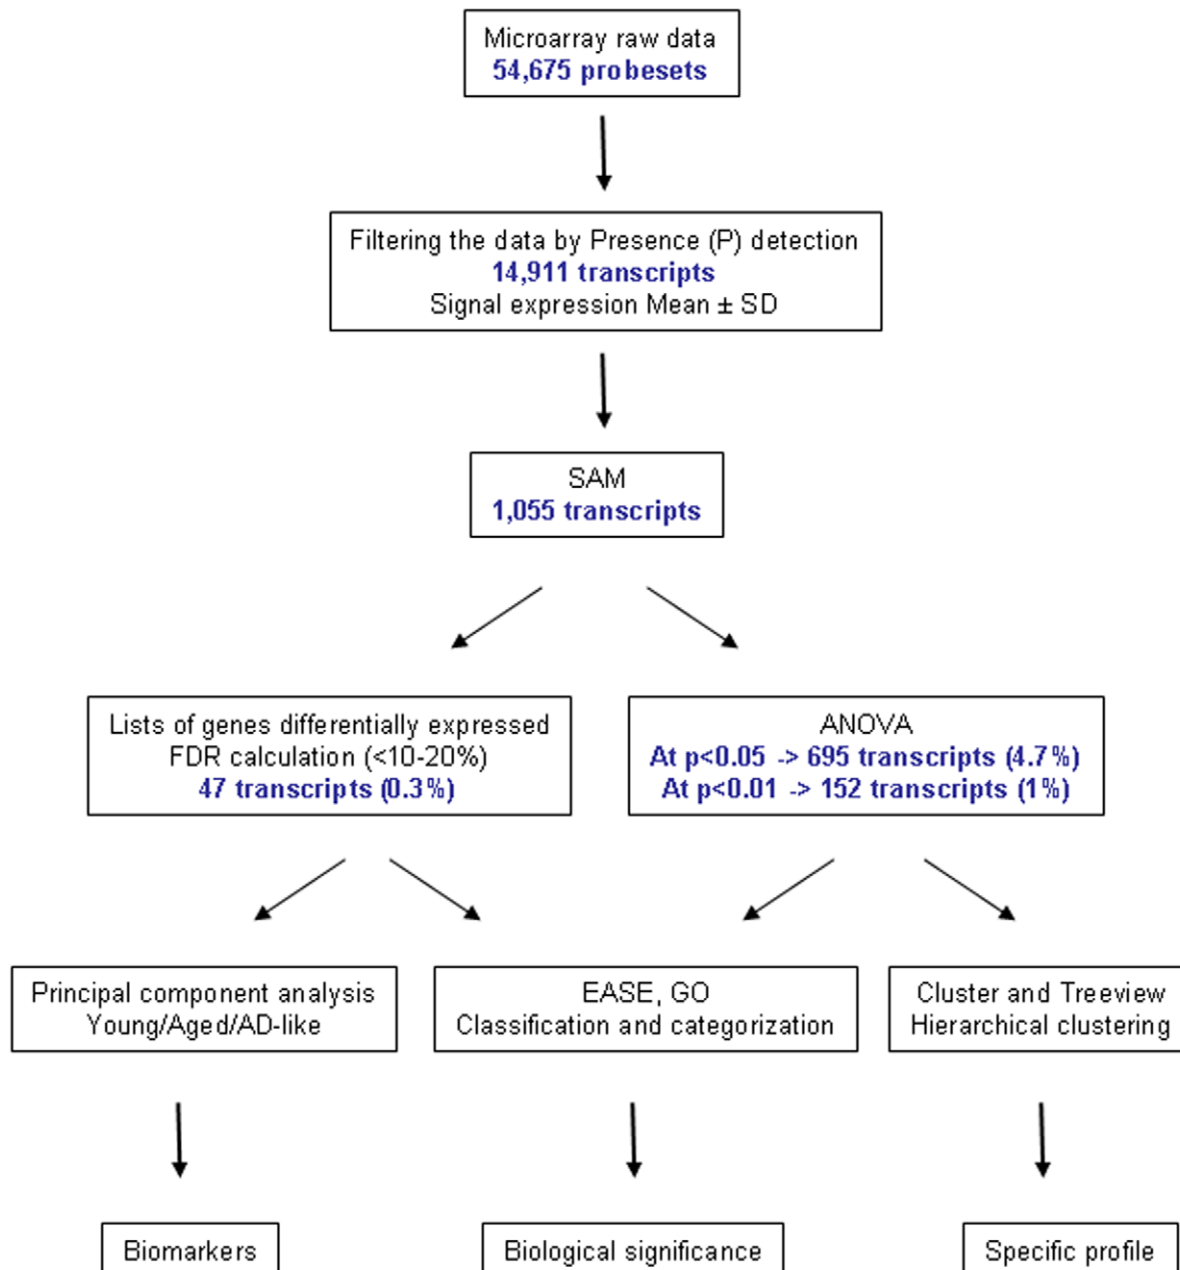 Microarray raw data
54,675 probesets
Filtering the data by Presence (P) detection
14,911 transcripts
Signal expression Mean ± SD
SAM
1,055 transcripts
Lists of genes differentially expressed
FDR calculation (<10-20%)
47 transcripts (0.3%)
ANOVA
At p<0.05 -> 695 transcripts (4.7%)
At p<0.01 -> 152 transcripts (1%)
Principal component analysis
Young/Aged/AD-like
EASE, GO
Classification and categorization
Cluster and Treeview
Hierarchical clustering
Biomarkers
Biological significance
Specific profile